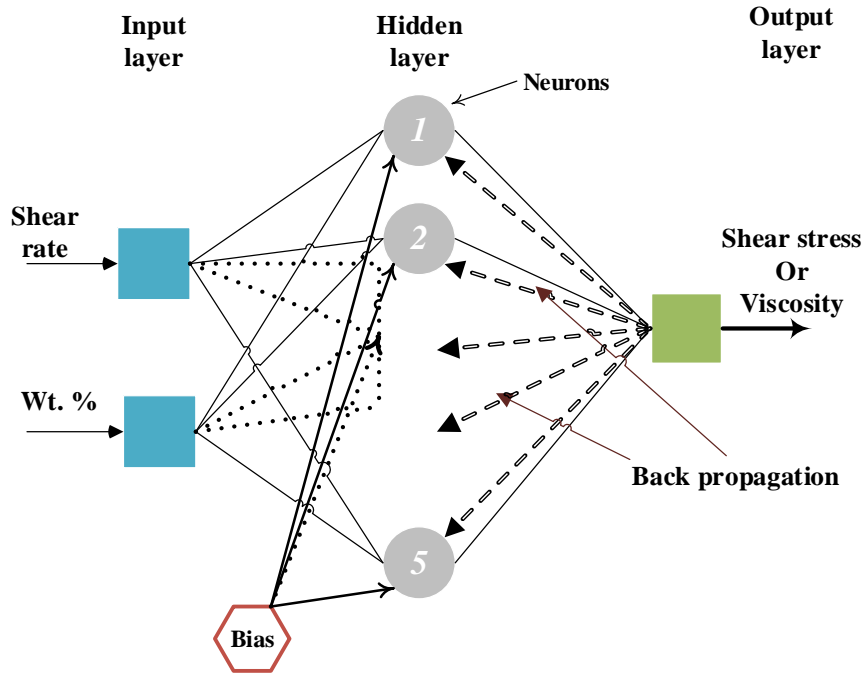 Input
layer
Hidden
layer
Output
layer
Neurons
1
Shear
rate
2
Shear stress
Or
Viscosity
Wt. %
Back propagation
5
Bias